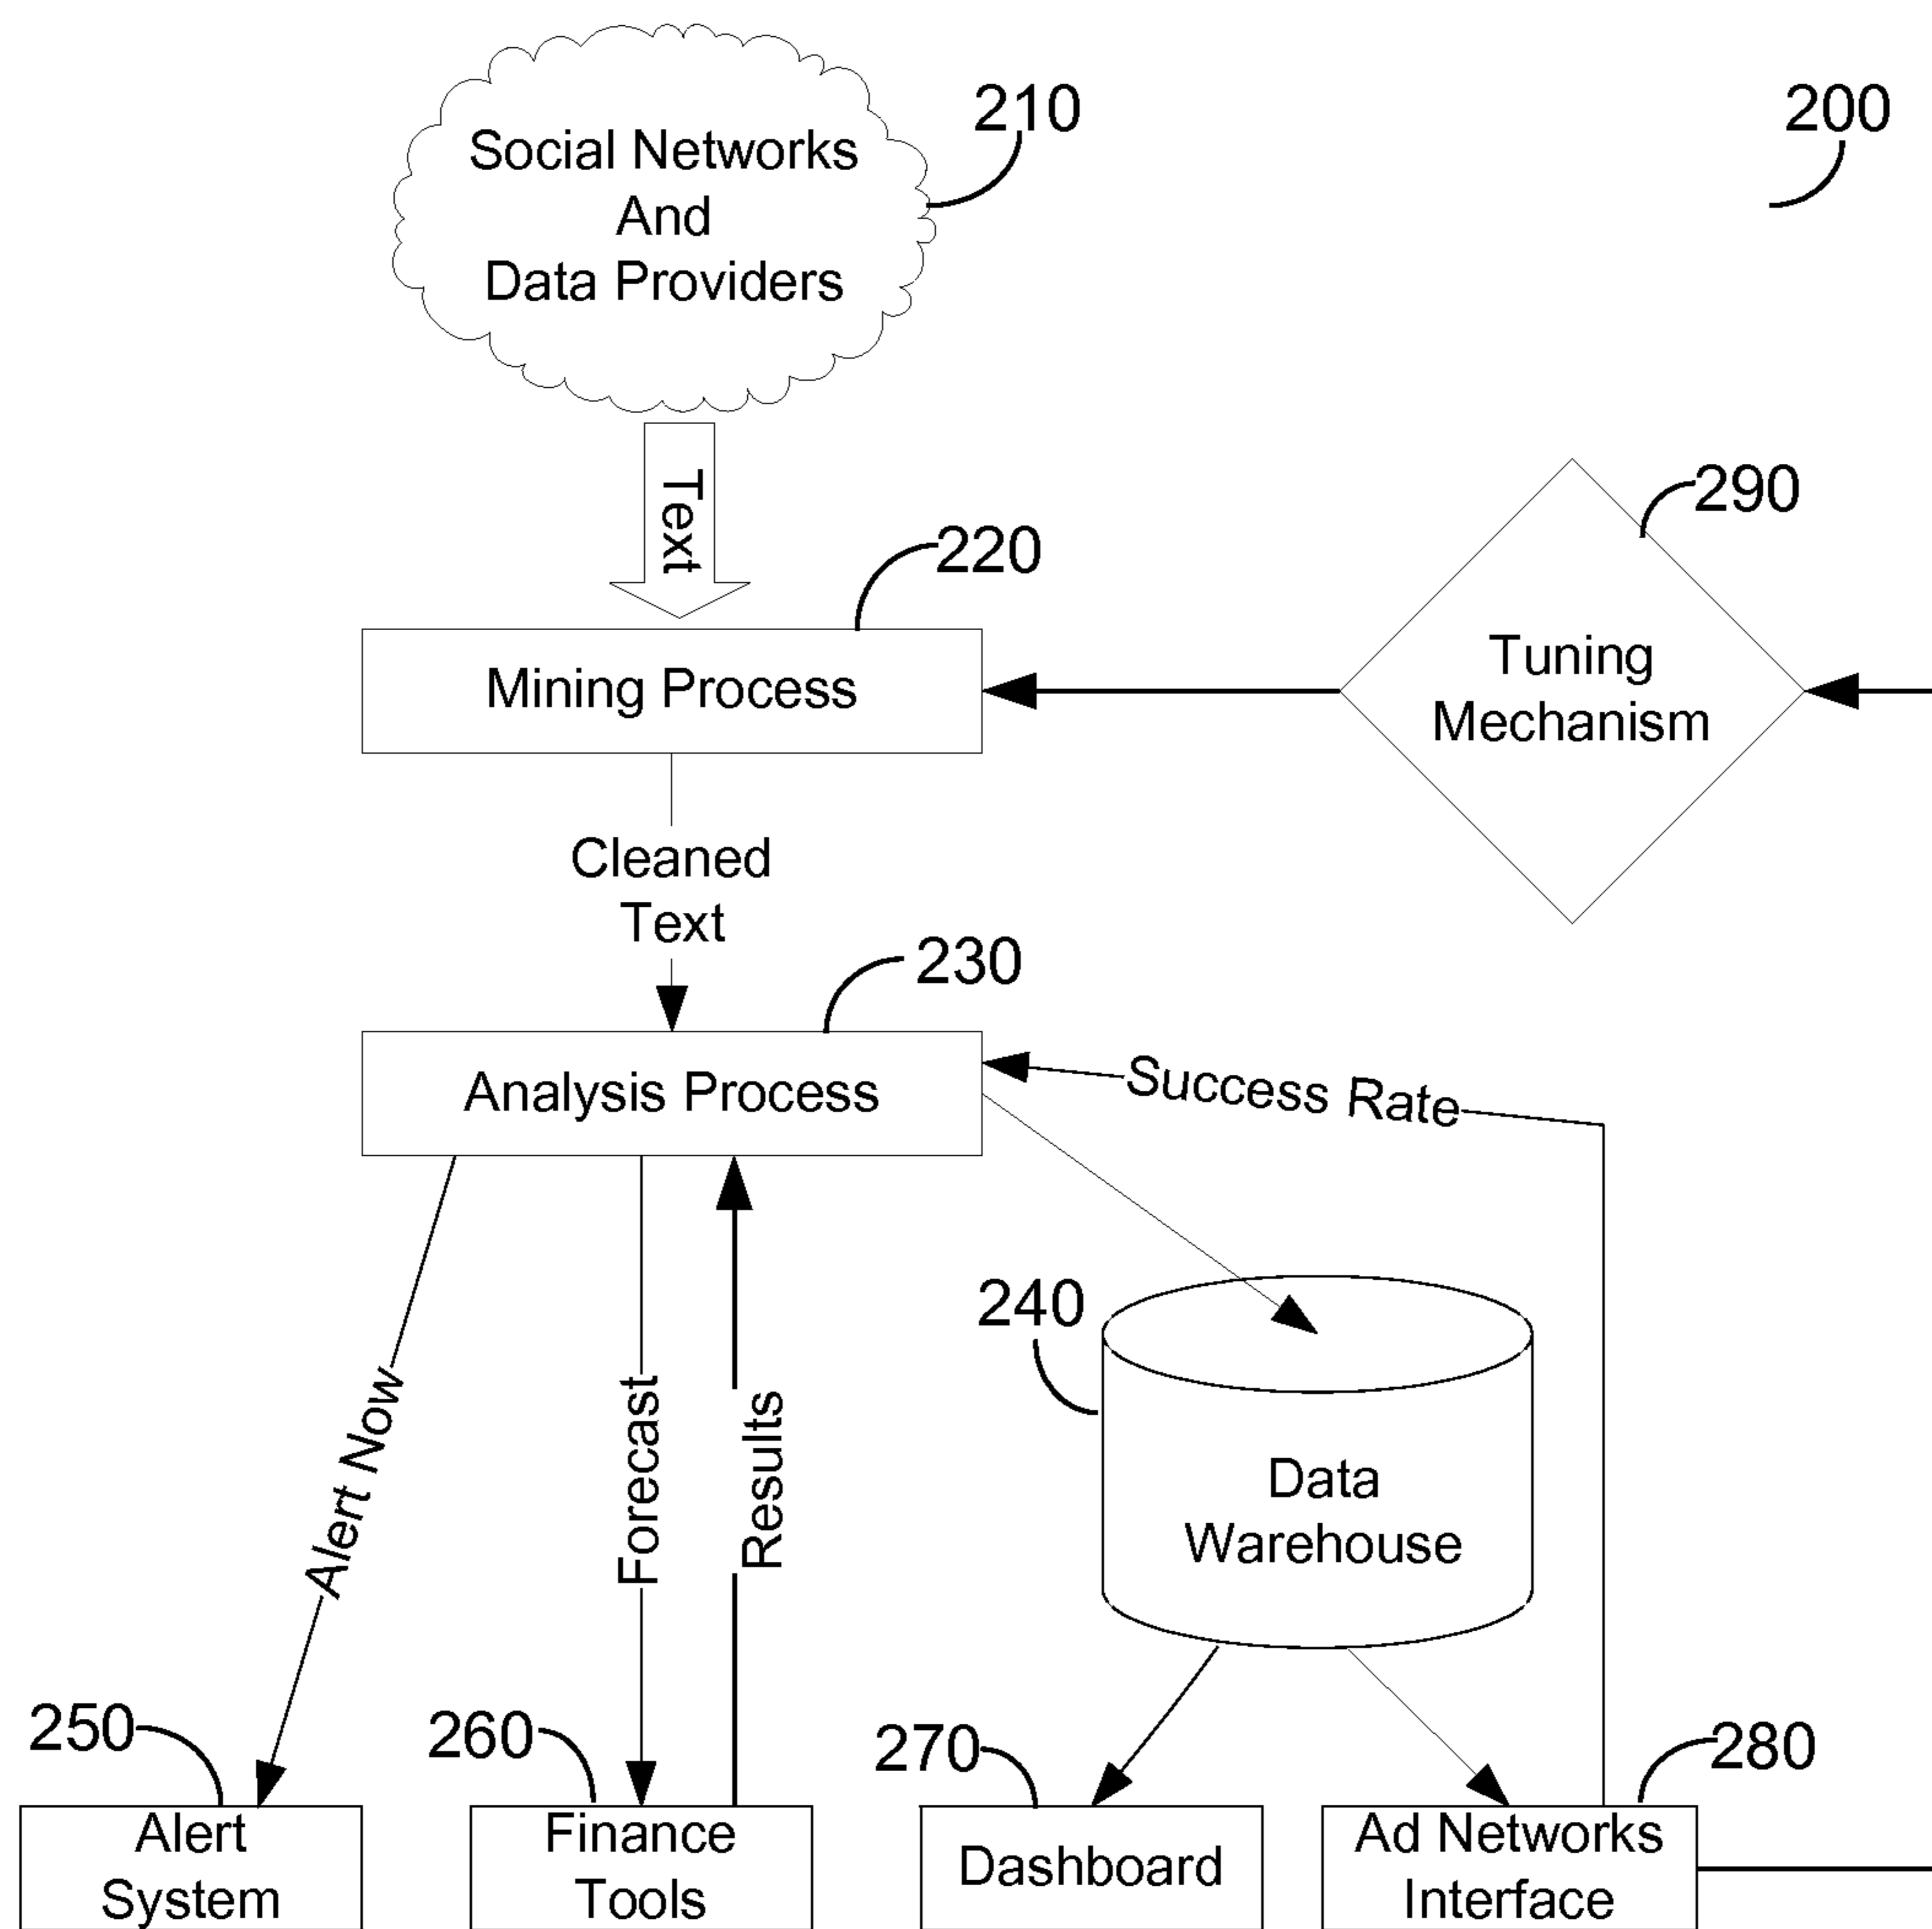 Social Networks
And
Data Providers
210
200
Text
220
Mining Process
290
Tuning
Mechanism
Cleaned
Text
230
Analysis Process
Success Rate
Alert Now
Forecast
Results
240
Data
Warehouse
250
Alert
System
260
Finance
Tools
270
Dashboard
280
Ad Networks
Interface